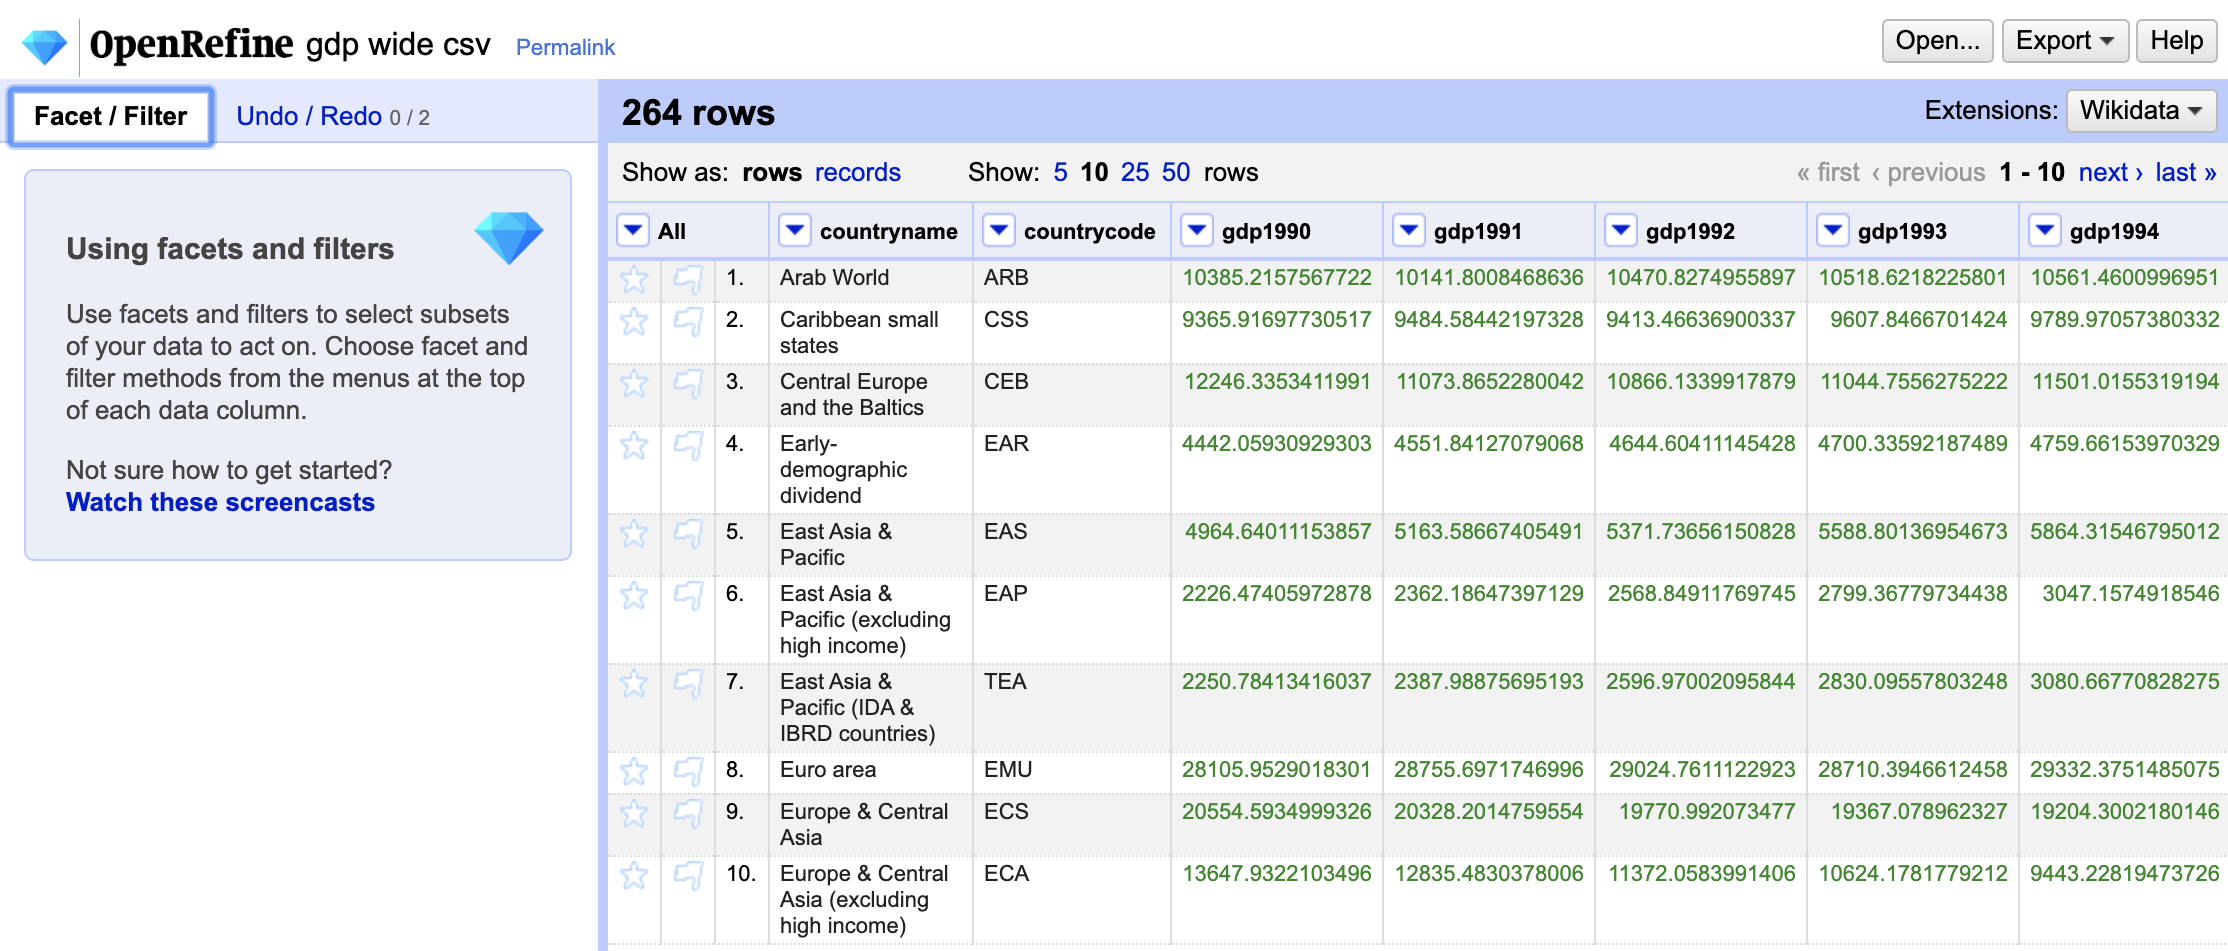 OpenRefine gdp wide csv Permalink Open... Export Help
Facet / Filter Undo / Redo 0 / 2
264 rows Extensions: Wikidata
Using facets and filters
Use facets and filters to select subsets
of your data to act on. Choose facet and
filter methods from the menus at the top
of each data column.
Not sure how to get started?
Watch these screencasts
Show as: rows records Show: 5 10 25 50 rows « first ‹ previous 1 - 10 next › last »
All countryname countrycode gdp1990 gdp1991 gdp1992 gdp1993 gdp1994
1. Arab World ARB 10385.2157567722 10141.8008468636 10470.8274955897 10518.6218225801 10561.4600996951
2. Caribbean small CSS 9365.91697730517 9484.58442197328 9413.46636900337 9607.8466701424 9789.97057380332
states
3. Central Europe CEB 12246.3353411991 11073.8652280042 10866.1339917879 11044.7556275222 11501.0155319194
and the Baltics
4. Early- EAR 4442.05930929303 4551.84127079068 4644.60411145428 4700.33592187489 4759.66153970329
demographic
dividend
5. East Asia & EAS 4964.64011153857 5163.58667405491 5371.73656150828 5588.80136954673 5864.31546795012
Pacific
6. East Asia & EAP 2226.47405972878 2362.18647397129 2568.84911769745 2799.36779734438 3047.1574918546
Pacific (excluding
high income)
7. East Asia & TEA 2250.78413416037 2387.98875695193 2596.97002095844 2830.09557803248 3080.66770828275
Pacific (IDA &
IBRD countries)
8. Euro area EMU 28105.9529018301 28755.6971746996 29024.7611122923 28710.3946612458 29332.3751485075
9. Europe & Central ECS 20554.5934999326 20328.2014759554 19770.992073477 19367.078962327 19204.3002180146
Asia
10. Europe & Central ECA 13647.9322103496 12835.4830378006 11372.0583991406 10624.1781779212 9443.22819473726
Asia (excluding
high income)